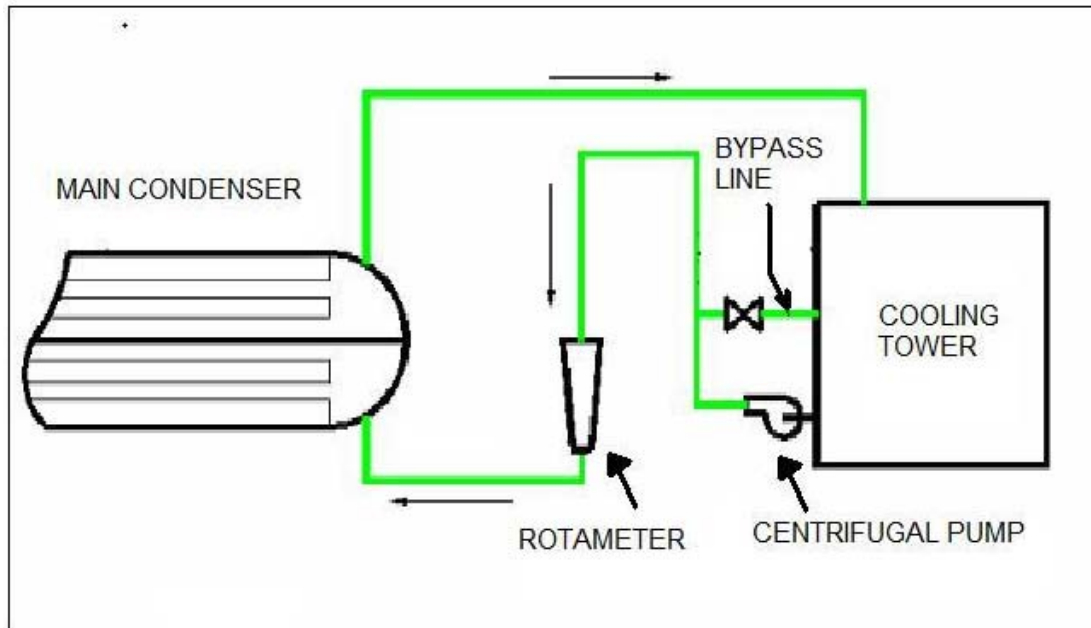 BYPASS
LINE
MAIN CONDENSER
COOLING
TOWER
ROTAMETER
CENTRIFUGAL PUMP